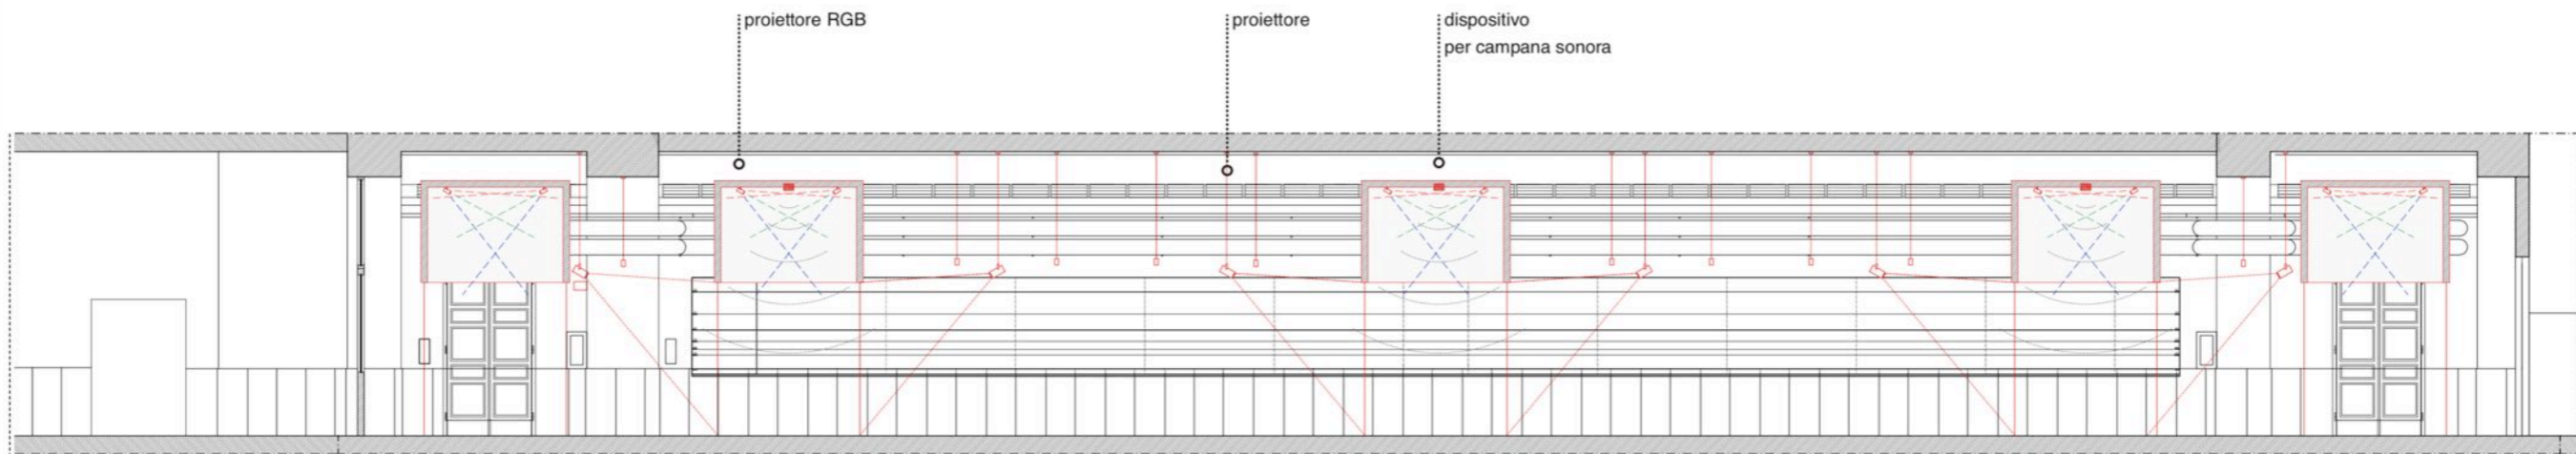 proiettore RGB
proiettore
dispositivo
per campana sonora